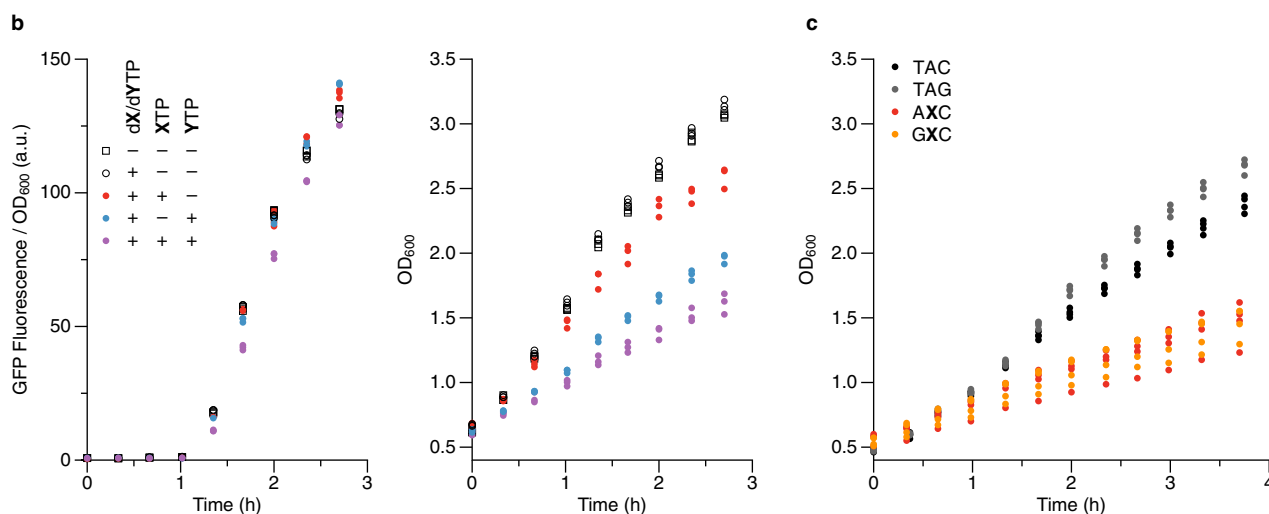 b
GFP Fluorescence / OD600 (a.u.)
150
100
50
0
dX/dYTP
XTP
YTP
− − −
+ − −
+ + −
+ − +
+ + +
0 1 2 3
Time (h)
OD600
3.5
3.0
2.5
2.0
1.5
1.0
0.5
0 1 2 3
Time (h)
c
OD600
3.5
3.0
2.5
2.0
1.5
1.0
0.5
TAC
TAG
AXC
GXC
0 1 2 3 4
Time (h)